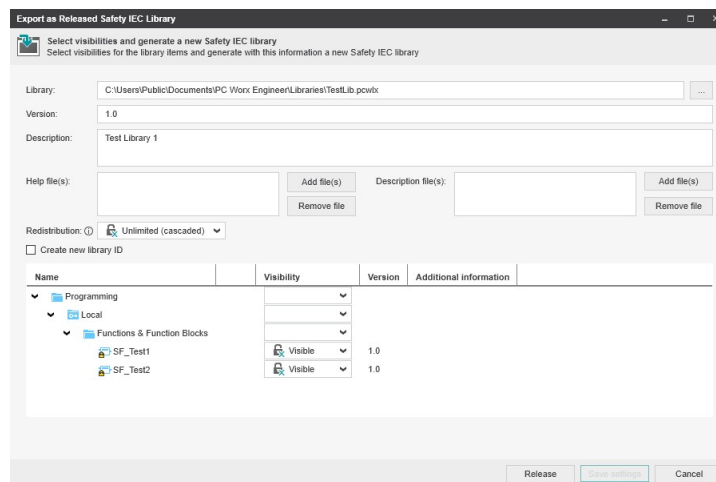 Export as Released Safety IEC Library
Select visibilities and generate a new Safety IEC library
Select visibilities for the library items and generate with this information a new Safety IEC library
Library: C:\Users\Public\Documents\PC Worx Engineer\Libraries\TestLib.pcwlx ...
Version: 1.0
Description: Test Library 1
Help file(s): Add file(s) Description file(s): Add file(s)
Remove file Remove file
Redistribution: Unlimited (cascaded)
Create new library ID
Name Visibility Version Additional information
Programming
Local
Functions & Function Blocks
SF_Test1 Visible 1.0
SF_Test2 Visible 1.0
Release Save settings Cancel